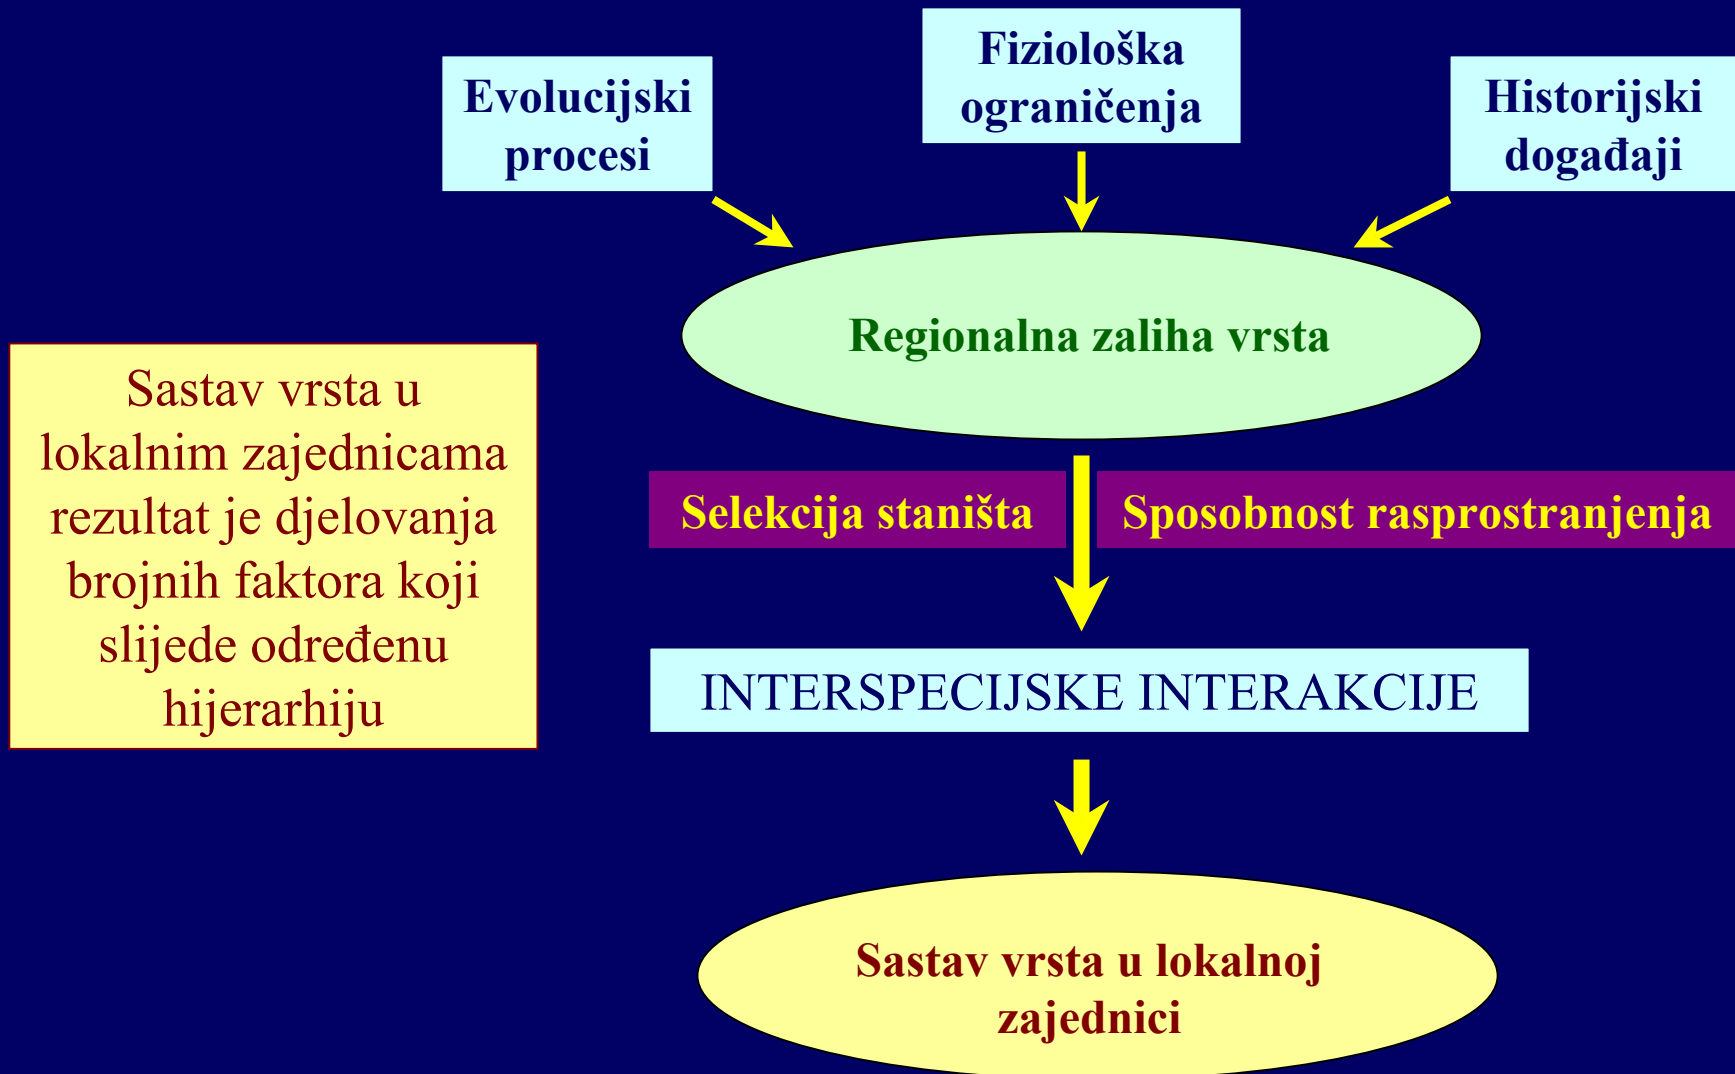 Evolucijski
procesi
Fiziološka
ograničenja
Historijski
događaji
Regionalna zaliha vrsta
Sastav vrsta u
lokalnim zajednicama
rezultat je djelovanja
brojnih faktora koji
slijede određenu
hijerarhiju
Selekcija staništa
Sposobnost rasprostranjenja
INTERSPECIJSKE INTERAKCIJE
Sastav vrsta u lokalnoj
zajednici